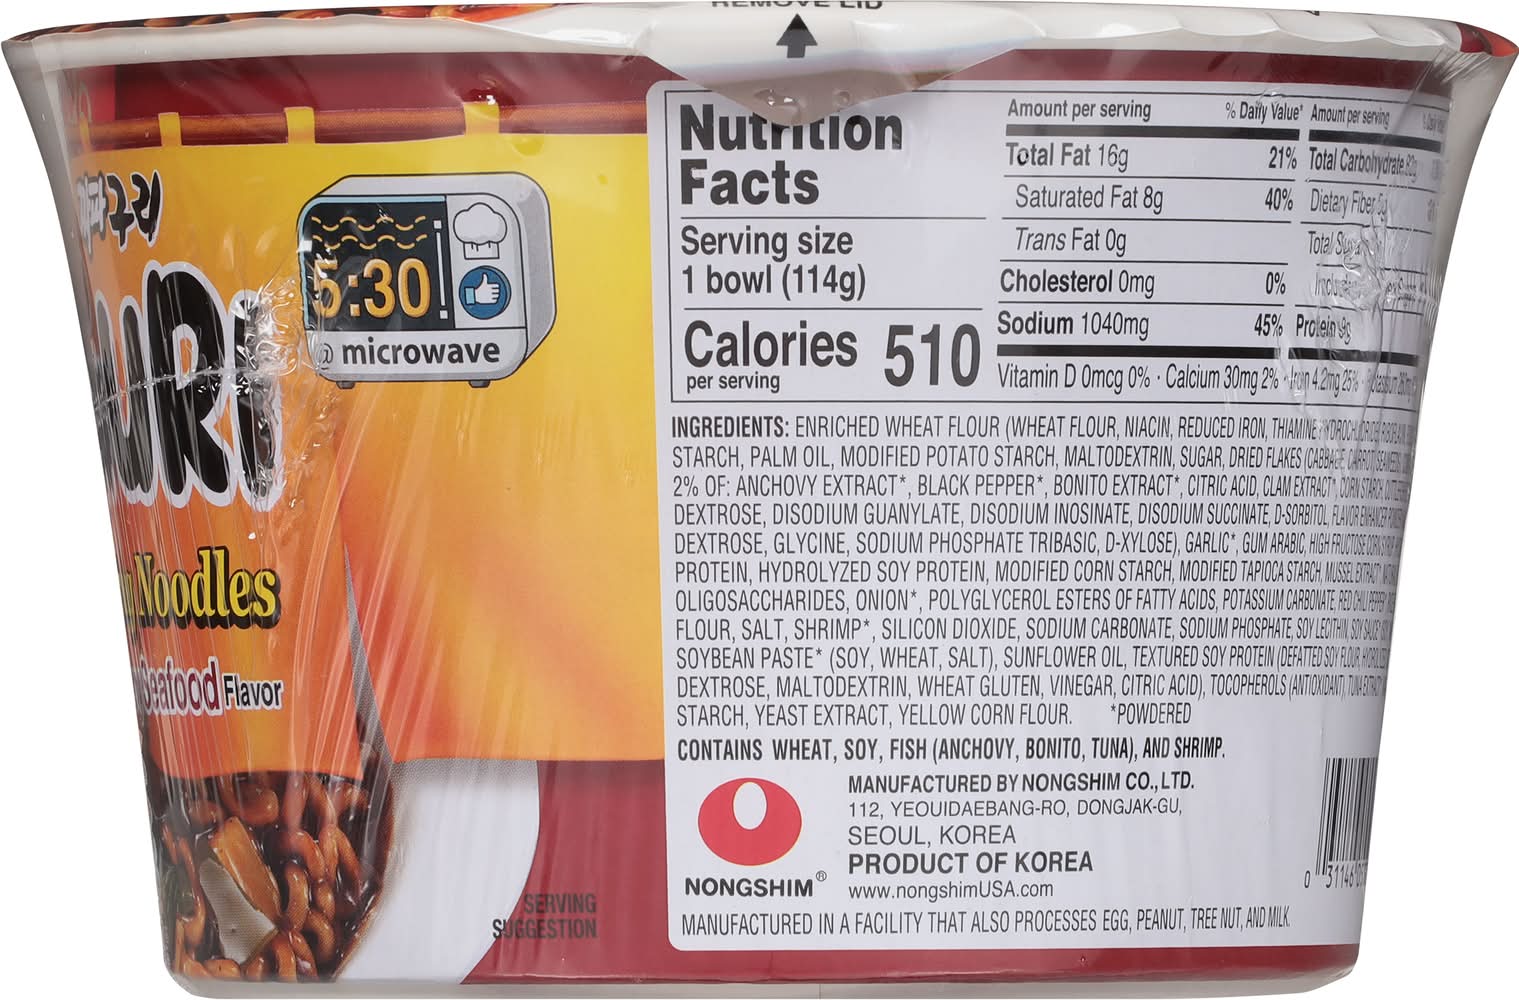 REMOVE LID
파구리
URI
Noodles
Seafood Flavor
5:30
@ microwave
SERVING
SUGGESTION
Nutrition
Facts
Serving size
1 bowl (114g)
Calories 510
per serving
Amount per serving % Daily Value* Amount per serving
Total Fat 16g 21% Total Carbohydrate
Saturated Fat 8g 40% Dietary Fiber
Trans Fat 0g Total
Cholesterol 0mg 0%
Sodium 1040mg 45% Protein 9g
Vitamin D 0mcg 0% · Calcium 30mg 2% · Iron 4.2mg 25% ·
INGREDIENTS: ENRICHED WHEAT FLOUR (WHEAT FLOUR, NIACIN, REDUCED IRON, THIAMINE
STARCH, PALM OIL, MODIFIED POTATO STARCH, MALTODEXTRIN, SUGAR, DRIED FLAKES (CABBAGE, CARROT,
2% OF: ANCHOVY EXTRACT*, BLACK PEPPER*, BONITO EXTRACT*, CITRIC ACID, CLAM EXTRACT*, CORN STARCH,
DEXTROSE, DISODIUM GUANYLATE, DISODIUM INOSINATE, DISODIUM SUCCINATE, D-SORBITOL, FLAVOR ENHANCER
DEXTROSE, GLYCINE, SODIUM PHOSPHATE TRIBASIC, D-XYLOSE), GARLIC*, GUM ARABIC, HIGH FRUCTOSE CORN
PROTEIN, HYDROLYZED SOY PROTEIN, MODIFIED CORN STARCH, MODIFIED TAPIOCA STARCH, MUSSEL EXTRACT*,
OLIGOSACCHARIDES, ONION*, POLYGLYCEROL ESTERS OF FATTY ACIDS, POTASSIUM CARBONATE, RED CHILI PEPPER*,
FLOUR, SALT, SHRIMP*, SILICON DIOXIDE, SODIUM CARBONATE, SODIUM PHOSPHATE, SOY LECITHIN, SOY SAUCE*
SOYBEAN PASTE* (SOY, WHEAT, SALT), SUNFLOWER OIL, TEXTURED SOY PROTEIN (DEFATTED SOY FLOUR,
DEXTROSE, MALTODEXTRIN, WHEAT GLUTEN, VINEGAR, CITRIC ACID), TOCOPHEROLS (ANTIOXIDANT), TUNA
STARCH, YEAST EXTRACT, YELLOW CORN FLOUR. *POWDERED
CONTAINS WHEAT, SOY, FISH (ANCHOVY, BONITO, TUNA), AND SHRIMP.
NONGSHIM®
MANUFACTURED BY NONGSHIM CO., LTD.
112, YEOUIDAEBANG-RO, DONGJAK-GU,
SEOUL, KOREA
PRODUCT OF KOREA
www.nongshimUSA.com
MANUFACTURED IN A FACILITY THAT ALSO PROCESSES EGG, PEANUT, TREE NUT, AND MILK.
0 31146